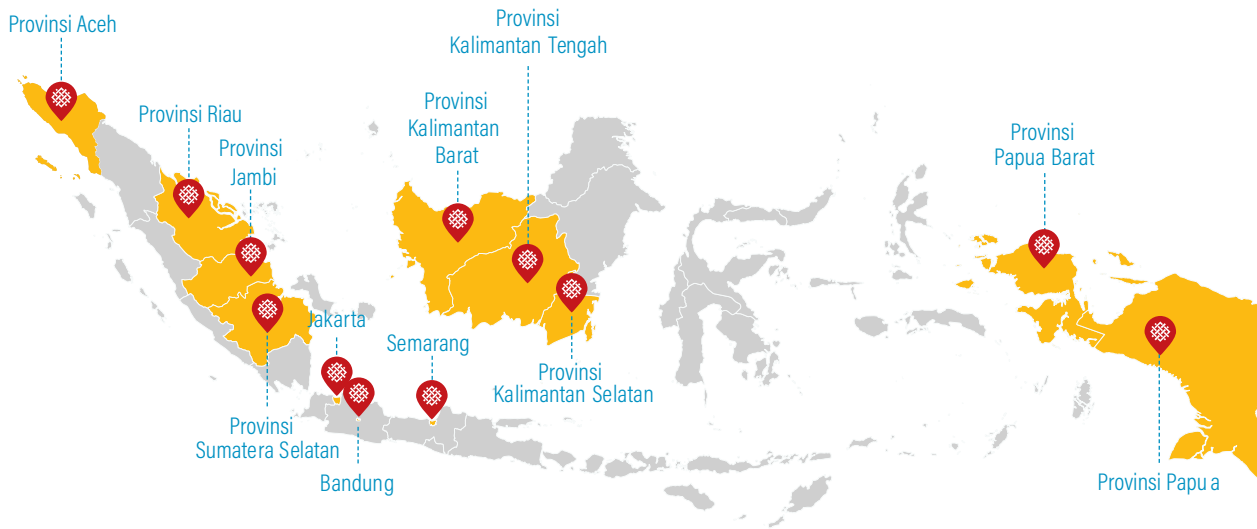 Provinsi Aceh
Provinsi
Kalimantan Tengah
Provinsi Riau
Provinsi
Kalimantan
Barat
Provinsi
Jambi
Provinsi
Papua Barat
Jakarta
Semarang
Provinsi
Kalimantan Selatan
Provinsi
Sumatera Selatan
Bandung
Provinsi Papua